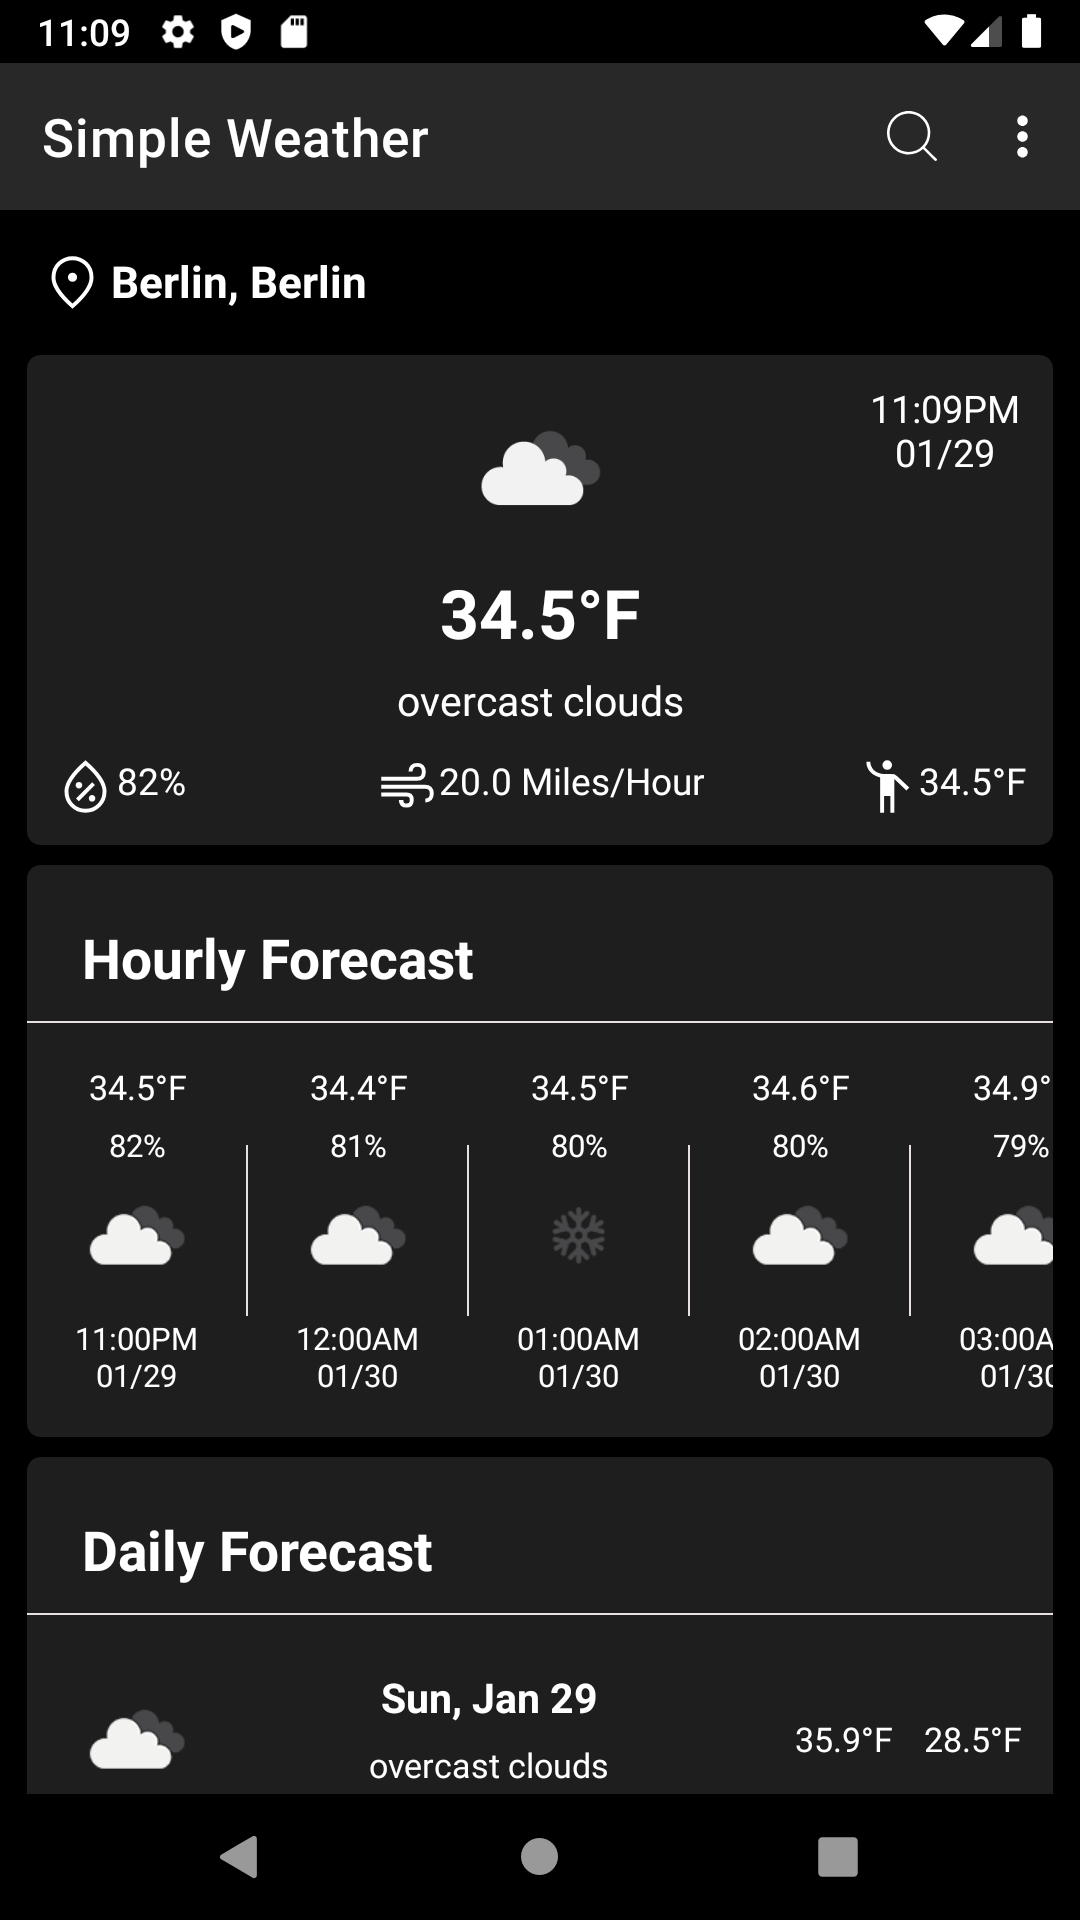 11:09
Simple Weather
Berlin, Berlin
11:09PM
01/29
34.5°F
overcast clouds
82%
20.0 Miles/Hour
34.5°F
Hourly Forecast
34.5°F 34.4°F 34.5°F 34.6°F 34.9°
82% 81% 80% 80% 79%
11:00PM 12:00AM 01:00AM 02:00AM 03:00A
01/29 01/30 01/30 01/30 01/30
Daily Forecast
Sun, Jan 29
overcast clouds
35.9°F 28.5°F